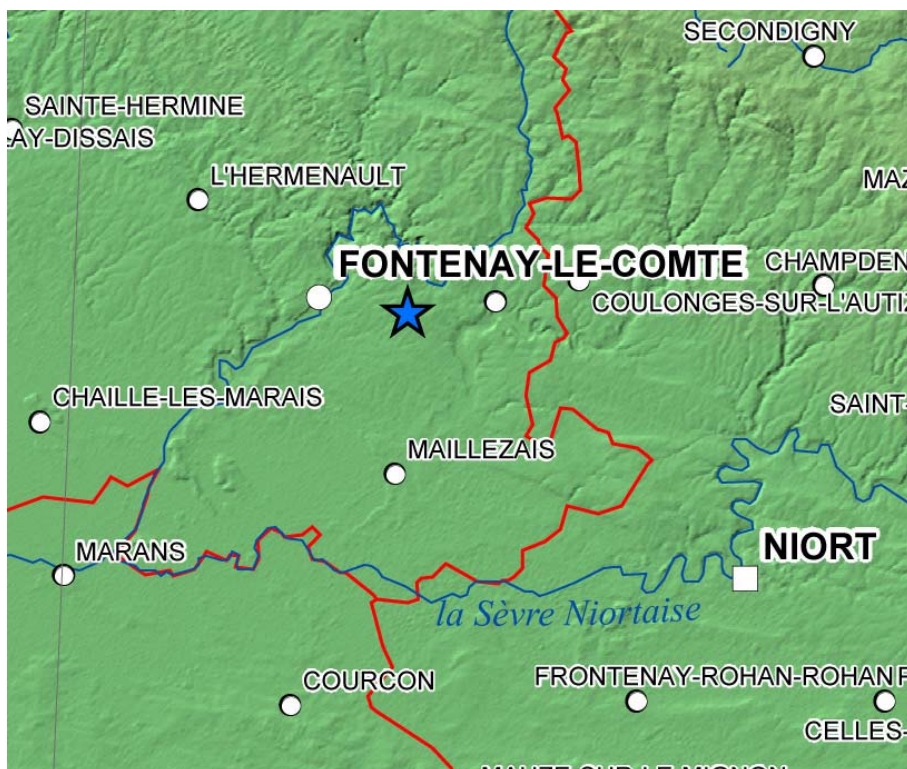 SECONDIGNY
SAINTE-HERMINE
AY-DISSAIS
L'HERMENAULT
MAZ
FONTENAY-LE-COMTE
CHAMPDEN
COULONGES-SUR-L'AUTIZ
CHAILLE-LES-MARAIS
SAINT-
MAILLEZAIS
MARANS
NIORT
la Sèvre Niortaise
COURCON
FRONTENAY-ROHAN-ROHAN
CELLES-